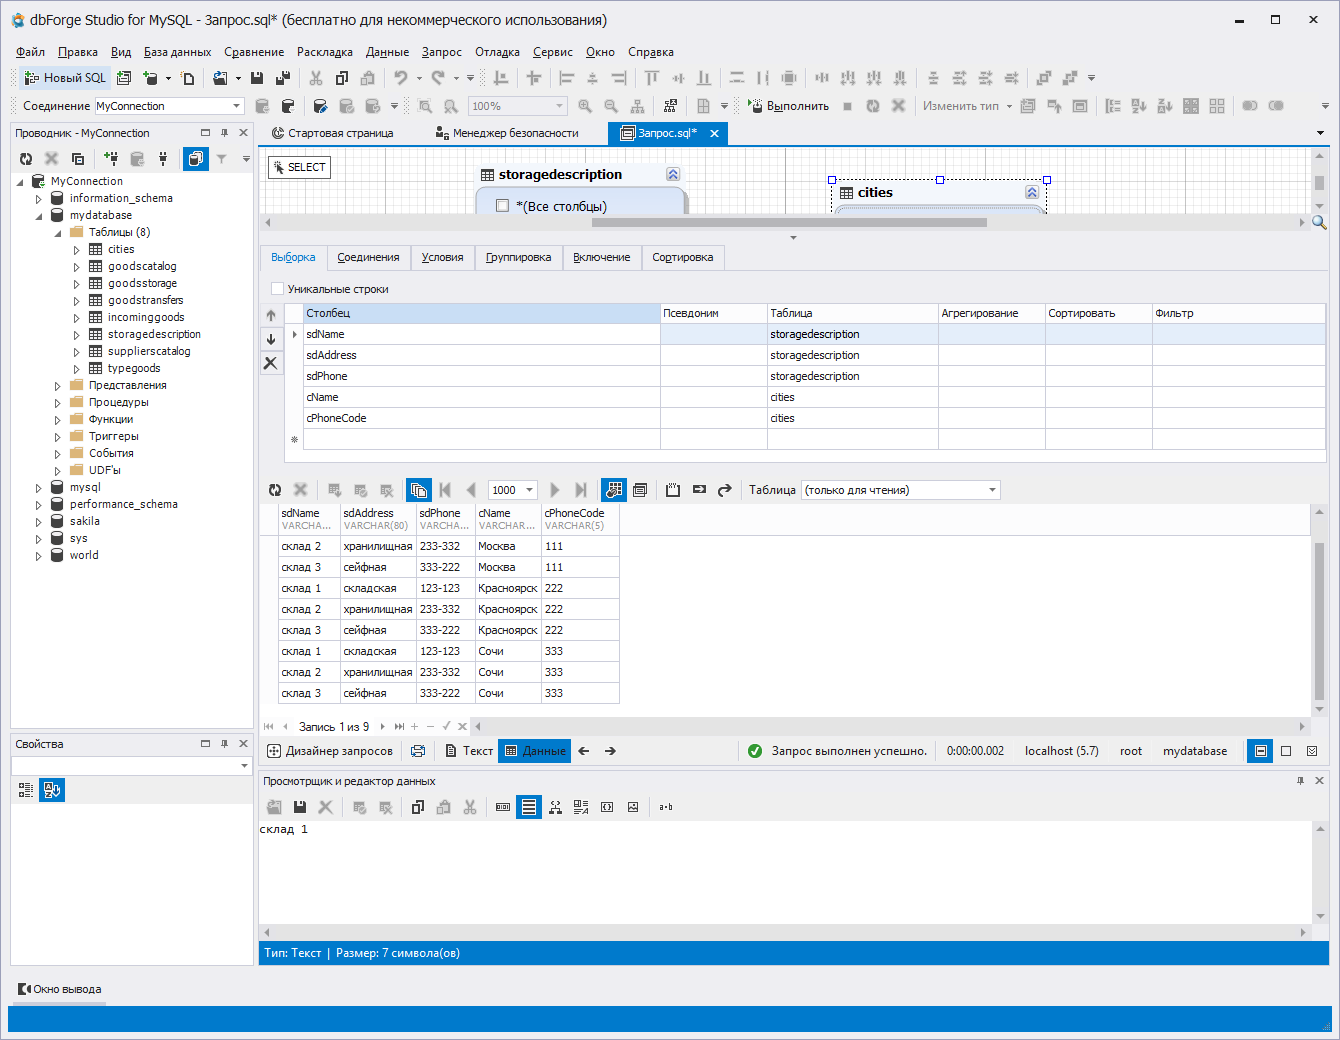 dbForge Studio for MySQL - Запрос.sql* (бесплатно для некоммерческого использования)
Файл Правка Вид База данных Сравнение Раскладка Данные Запрос Отладка Сервис Окно Справка
Новый SQL
Соединение MyConnection 100% Выполнить Изменить тип
Проводник - MyConnection
MyConnection
information_schema
mydatabase
Таблицы (8)
cities
goodscatalog
goodsstorage
goodstransfers
incominggoods
storagedescription
supplierscatalog
typegoods
Представления
Процедуры
Функции
Триггеры
События
UDF'ы
mysql
performance_schema
sakila
sys
world
Свойства
Стартовая страница Менеджер безопасности Запрос.sql*
SELECT
storagedescription
*(Все столбцы)
cities
Выборка Соединения Условия Группировка Включение Сортировка
Уникальные строки
Столбец Псевдоним Таблица Агрегирование Сортировать Фильтр
sdName storagedescription
sdAddress storagedescription
sdPhone storagedescription
cName cities
cPhoneCode cities
1000 Таблица (только для чтения)
sdName sdAddress sdPhone cName cPhoneCode
VARCHA... VARCHAR(80) VARCHA... VARCHAR... VARCHAR(5)
склад 2 хранилищная 233-332 Москва 111
склад 3 сейфная 333-222 Москва 111
склад 1 складская 123-123 Красноярск 222
склад 2 хранилищная 233-332 Красноярск 222
склад 3 сейфная 333-222 Красноярск 222
склад 1 складская 123-123 Сочи 333
склад 2 хранилищная 233-332 Сочи 333
склад 3 сейфная 333-222 Сочи 333
Запись 1 из 9
Дизайнер запросов Текст Данные Запрос выполнен успешно. 0:00:00.002 localhost (5.7) root mydatabase
Просмотрщик и редактор данных
склад 1
Тип: Текст | Размер: 7 символа(ов)
Окно вывода